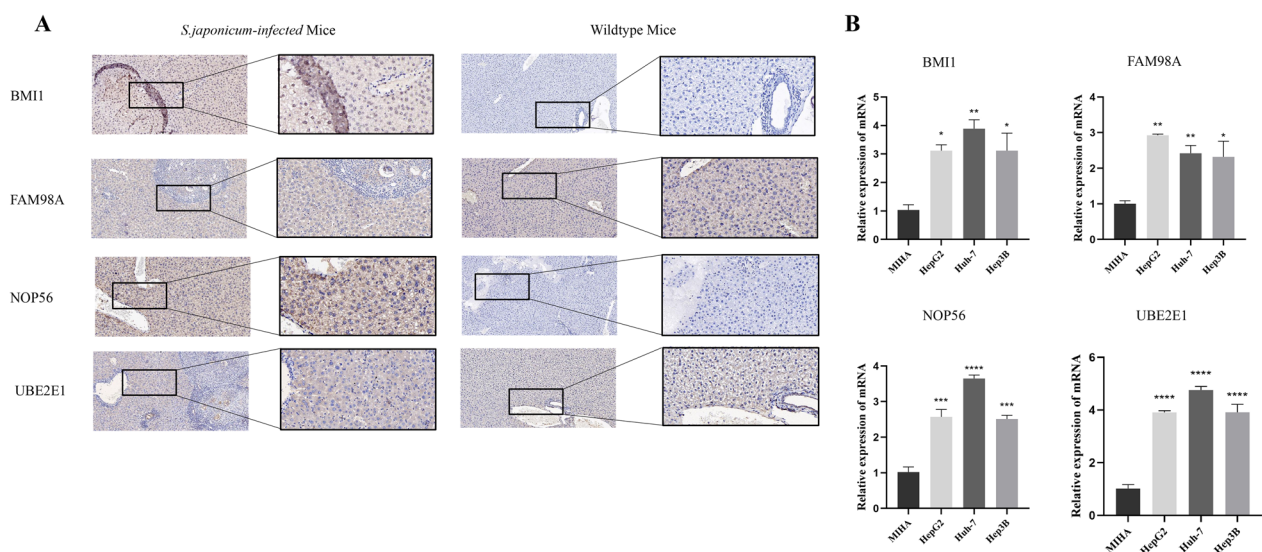 A
S.japonicum-infected Mice
Wildtype Mice
BMI1
FAM98A
NOP56
UBE2E1
B
BMI1
Relative expression of mRNA
5
4
3
2
1
0
*
**
*
MIHA
HepG2
Huh-7
Hep3B
FAM98A
Relative expression of mRNA
4
3
2
1
0
**
**
*
MIHA
HepG2
Huh-7
Hep3B
NOP56
Relative expression of mRNA
4
3
2
1
0
***
****
***
MIHA
HepG2
Huh-7
Hep3B
UBE2E1
Relative expression of mRNA
6
4
2
0
****
****
****
MIHA
HepG2
Huh-7
Hep3B